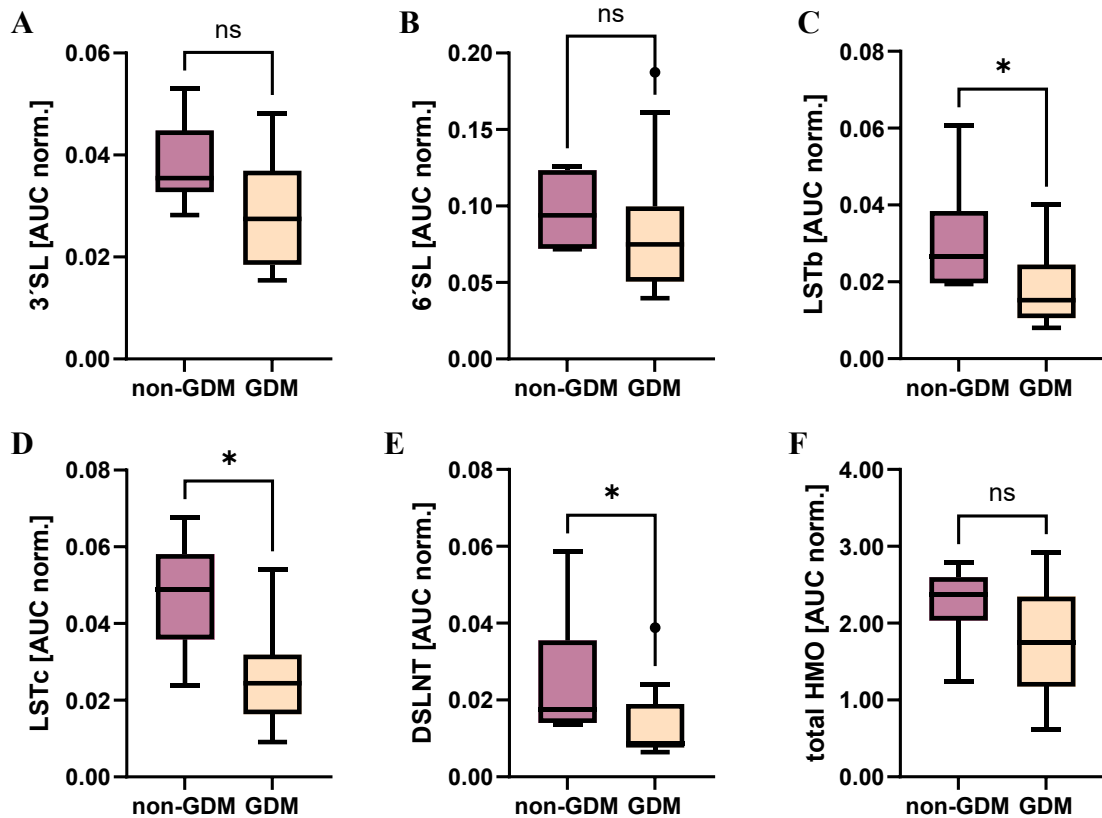 A
3´SL [AUC norm.]
0.06
0.04
0.02
0.00
ns
non-GDM GDM
B
6´SL [AUC norm.]
0.20
0.15
0.10
0.05
0.00
ns
non-GDM GDM
C
LSTb [AUC norm.]
0.08
0.06
0.04
0.02
0.00
*
non-GDM GDM
D
LSTc [AUC norm.]
0.08
0.06
0.04
0.02
0.00
*
non-GDM GDM
E
DSLNT [AUC norm.]
0.08
0.06
0.04
0.02
0.00
*
non-GDM GDM
F
total HMO [AUC norm.]
4.00
3.00
2.00
1.00
0.00
ns
non-GDM GDM